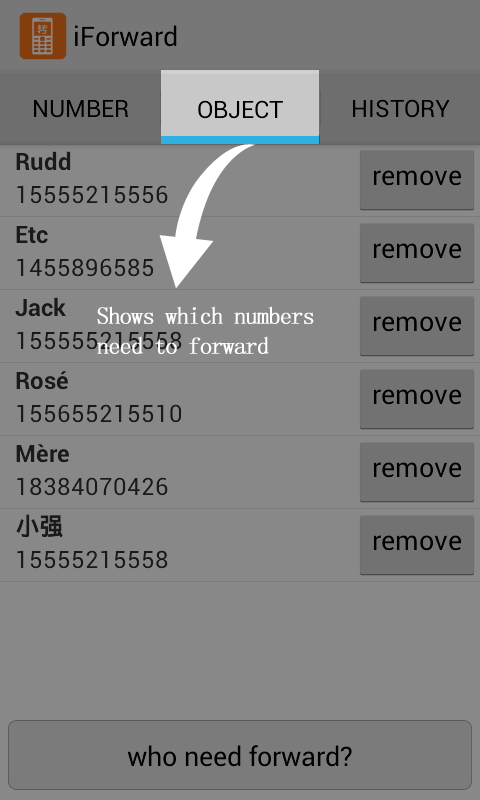 转
iForward
NUMBER
OBJECT
HISTORY
Rudd
15555215556
remove
Etc
1455896585
remove
Jack
155555215558
remove
Shows which numbers
need to forward
Rosé
155655215510
remove
Mère
18384070426
remove
小强
15555215558
remove
who need forward?